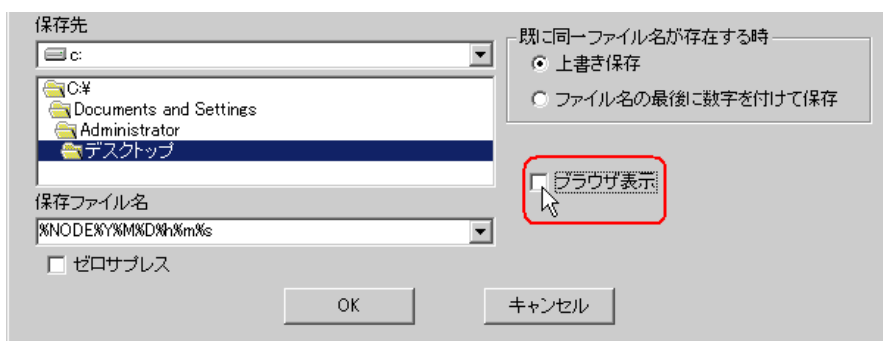 保存先
c:
C:¥
Documents and Settings
Administrator
デスクトップ
保存ファイル名
%NODE%Y%M%D%h%m%s
ゼロサプレス
既に同一ファイル名が存在する時
上書き保存
ファイル名の最後に数字を付けて保存
ブラウザ表示
OK
キャンセル